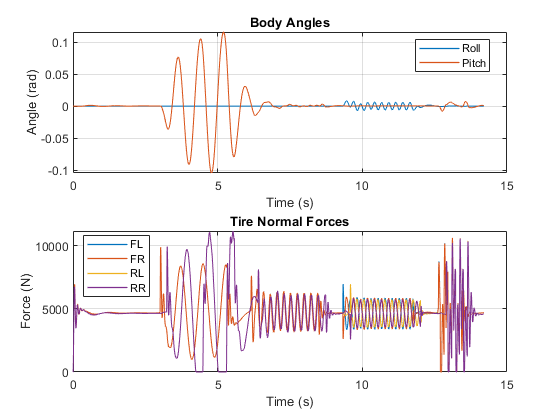 Body Angles
Angle (rad)
0.1
0.05
0
-0.05
-0.1
Roll
Pitch
0 5 10 15
Time (s)
Tire Normal Forces
Force (N)
10000
5000
0
FL
FR
RL
RR
0 5 10 15
Time (s)